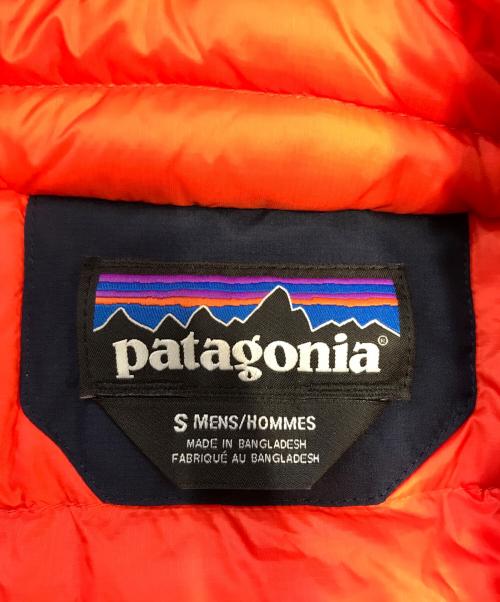 patagonia®
S MENS/HOMMES
MADE IN BANGLADESH
FABRIQUÉ AU BANGLADESH